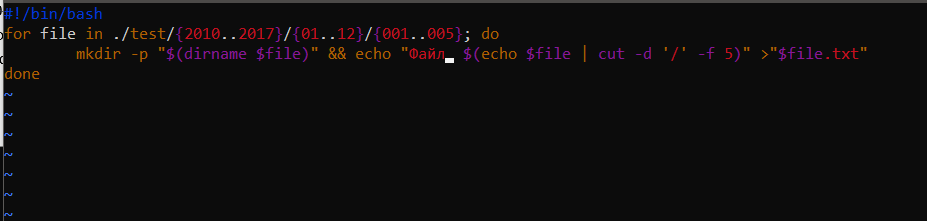 #!/bin/bash
for file in ./test/{2010..2017}/{01..12}/{001..005}; do
        mkdir -p "$(dirname $file)" && echo "Файл $(echo $file | cut -d '/' -f 5)" >"$file.txt"
done
~
~
~
~
~
~
~